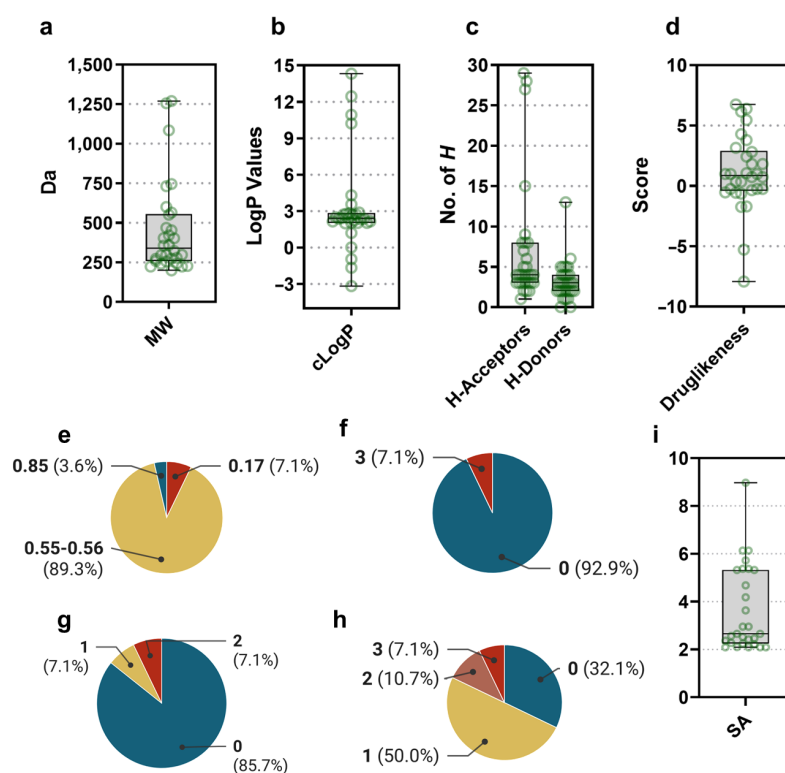 a
1,500
1,250
1,000
750
500
250
0
Da
MW
b
15
12
9
6
3
0
−3
LogP Values
cLogP
c
30
25
20
15
10
5
0
No. of H
H-Acceptors
H-Donors
d
10
5
0
−5
−10
Score
Druglikeness
e
0.85 (3.6%)
0.17 (7.1%)
0.55-0.56
(89.3%)
f
3 (7.1%)
0 (92.9%)
g
1
(7.1%)
2
(7.1%)
0
(85.7%)
h
3 (7.1%)
2 (10.7%)
0 (32.1%)
1 (50.0%)
i
10
8
6
4
2
0
SA